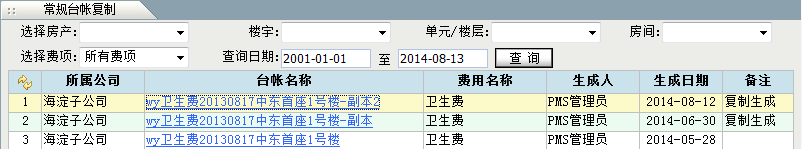 常规台帐复制
选择房产: 楼宇: 单元/楼层: 房间:
选择费项: 所有费项 查询日期: 2001-01-01 至 2014-08-13 查 询
所属公司 台帐名称 费用名称 生成人 生成日期 备注
1 海淀子公司 wy卫生费20130817中东首座1号楼-副本2 卫生费 PMS管理员 2014-08-12 复制生成
2 海淀子公司 wy卫生费20130817中东首座1号楼-副本 卫生费 PMS管理员 2014-06-30 复制生成
3 海淀子公司 wy卫生费20130817中东首座1号楼 卫生费 PMS管理员 2014-05-28